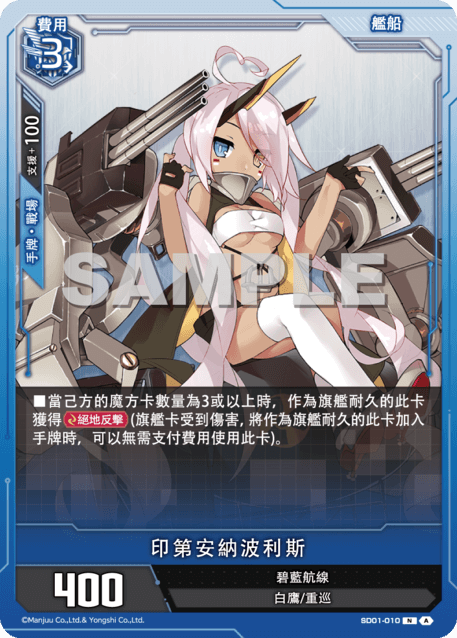 費用
艦船
3
支援+100
手牌・戰場
SAMPLE
■當己方的魔方卡數量為3或以上時，作為旗艦耐久的此卡
獲得 絕地反擊 (旗艦卡受到傷害, 將作為旗艦耐久的此卡加入
手牌時，可以無需支付費用使用此卡)。
印第安納波利斯
400
碧藍航線
白鷹/重巡
©Manjuu Co.,Ltd.& Yongshi Co.,Ltd.
SD01-010 N A